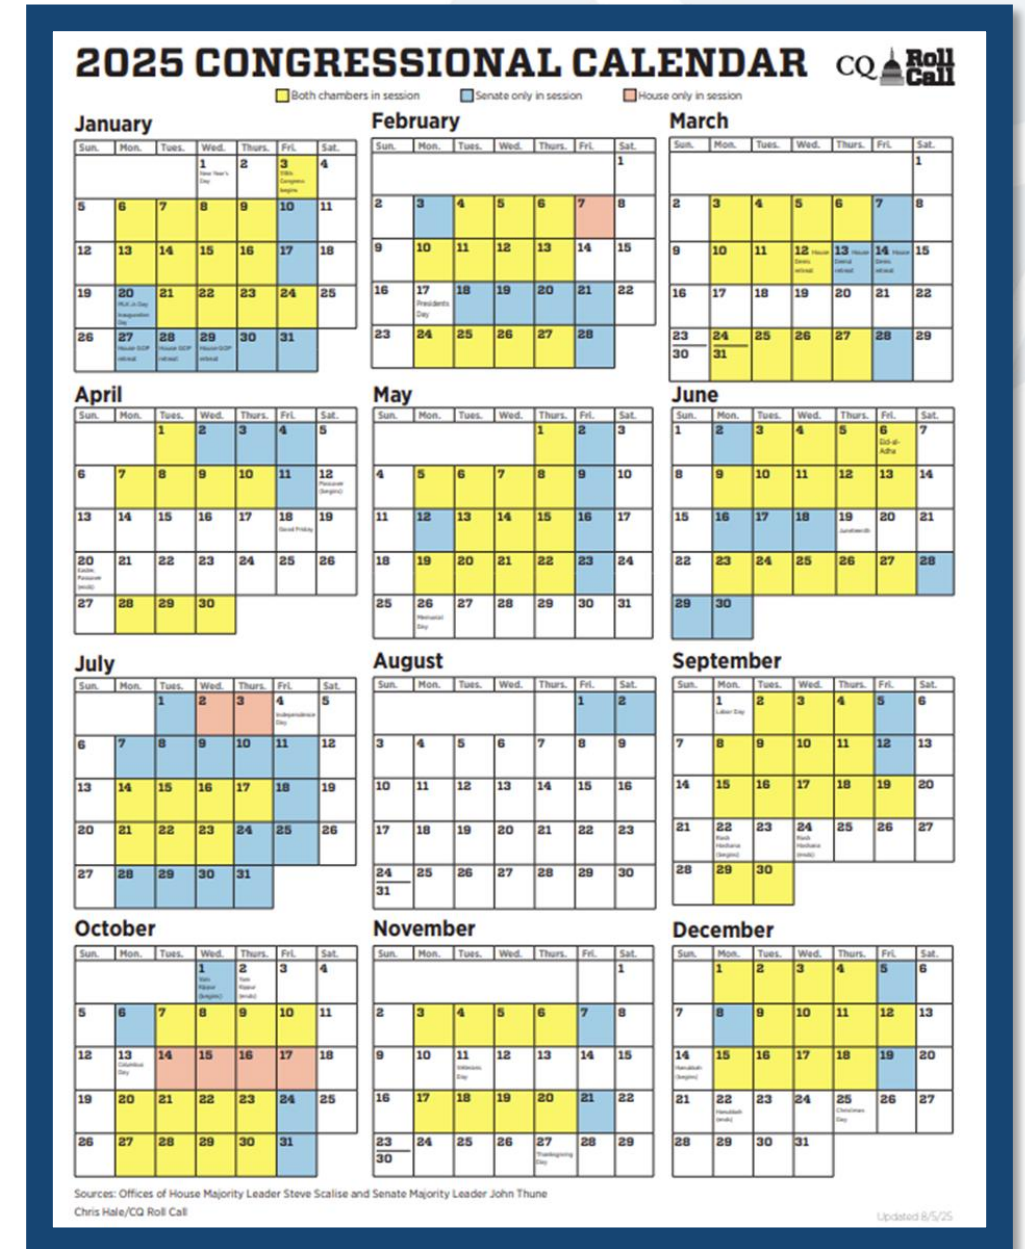 2025 CONGRESSIONAL CALENDAR
CQ Roll Call
Both chambers in session Senate only in session House only in session
January
Sun. Mon. Tues. Wed. Thurs. Fri. Sat.
1 2 3 4
New Year's Day
Congress begins
5 6 7 8 9 10 11
12 13 14 15 16 17 18
19 20 21 22 23 24 25
MLK Jr Day
Inauguration Day
26 27 28 29 30 31
House GOP retreat House GOP retreat House GOP retreat
February
Sun. Mon. Tues. Wed. Thurs. Fri. Sat.
1
2 3 4 5 6 7 8
9 10 11 12 13 14 15
16 17 18 19 20 21 22
Presidents Day
23 24 25 26 27 28
March
Sun. Mon. Tues. Wed. Thurs. Fri. Sat.
1
2 3 4 5 6 7 8
9 10 11 12 House 13 House 14 House 15
Dems retreat Dems retreat Dems retreat
16 17 18 19 20 21 22
23 24 25 26 27 28 29
30 31
April
Sun. Mon. Tues. Wed. Thurs. Fri. Sat.
1 2 3 4 5
6 7 8 9 10 11 12
Passover (begins)
13 14 15 16 17 18 19
Good Friday
20 21 22 23 24 25 26
Easter, Passover (ends)
27 28 29 30
May
Sun. Mon. Tues. Wed. Thurs. Fri. Sat.
1 2 3
4 5 6 7 8 9 10
11 12 13 14 15 16 17
18 19 20 21 22 23 24
25 26 27 28 29 30 31
Memorial Day
June
Sun. Mon. Tues. Wed. Thurs. Fri. Sat.
1 2 3 4 5 6 7
Eid-al-Adha
8 9 10 11 12 13 14
15 16 17 18 19 20 21
Juneteenth
22 23 24 25 26 27 28
29 30
July
Sun. Mon. Tues. Wed. Thurs. Fri. Sat.
1 2 3 4 5
Independence Day
6 7 8 9 10 11 12
13 14 15 16 17 18 19
20 21 22 23 24 25 26
27 28 29 30 31
August
Sun. Mon. Tues. Wed. Thurs. Fri. Sat.
1 2
3 4 5 6 7 8 9
10 11 12 13 14 15 16
17 18 19 20 21 22 23
24 25 26 27 28 29 30
31
September
Sun. Mon. Tues. Wed. Thurs. Fri. Sat.
1 2 3 4 5 6
Labor Day
7 8 9 10 11 12 13
14 15 16 17 18 19 20
21 22 23 24 25 26 27
Rosh Hashana (begins) Rosh Hashana (ends)
28 29 30
October
Sun. Mon. Tues. Wed. Thurs. Fri. Sat.
1 2 3 4
Yom Kippur (begins) Yom Kippur (ends)
5 6 7 8 9 10 11
12 13 14 15 16 17 18
Columbus Day
19 20 21 22 23 24 25
26 27 28 29 30 31
November
Sun. Mon. Tues. Wed. Thurs. Fri. Sat.
1
2 3 4 5 6 7 8
9 10 11 12 13 14 15
Veterans Day
16 17 18 19 20 21 22
23 24 25 26 27 28 29
30
Thanksgiving Day
December
Sun. Mon. Tues. Wed. Thurs. Fri. Sat.
1 2 3 4 5 6
7 8 9 10 11 12 13
14 15 16 17 18 19 20
Hanukkah (begins)
21 22 23 24 25 26 27
Hanukkah (ends) Christmas Day
28 29 30 31
Sources: Offices of House Majority Leader Steve Scalise and Senate Majority Leader John Thune
Chris Hale/CQ Roll Call
Updated 8/5/25